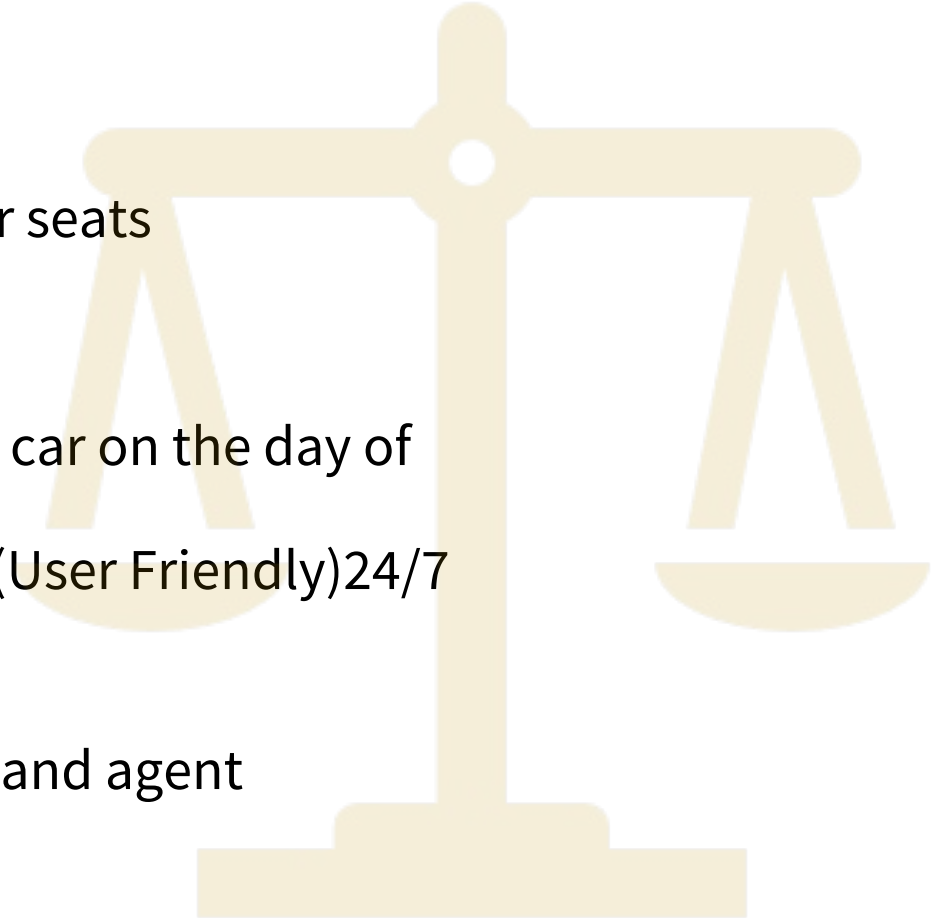 r seats
car on the day of
(User Friendly)24/7
and agent